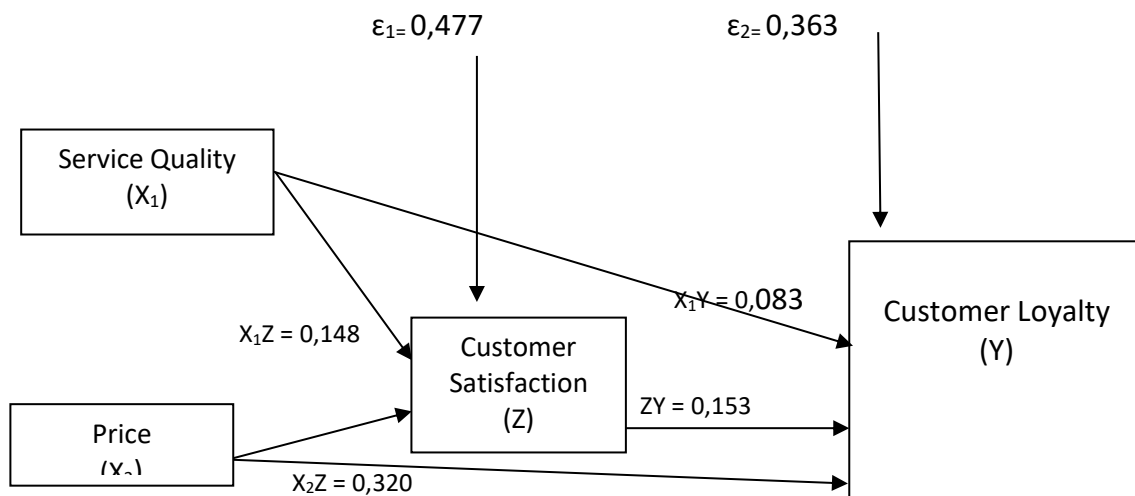 ε₁= 0,477
ε₂= 0,363
Service Quality
(X₁)
X₁Y = 0,083
Customer Loyalty
(Y)
X₁Z = 0,148
Customer
Satisfaction
(Z)
ZY = 0,153
Price
X₂Z = 0,320